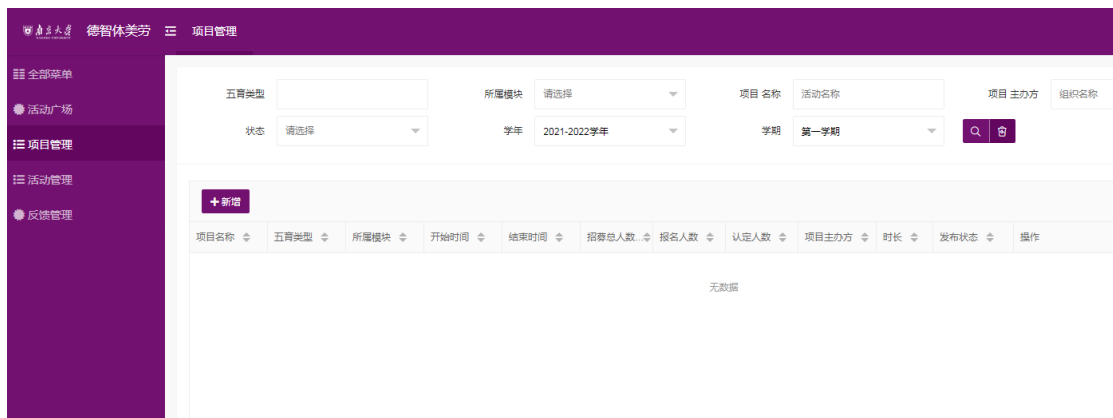 南京大学 德智体美劳 项目管理
全部菜单
活动广场
项目管理
活动管理
反馈管理
五育类型 所属模块 请选择 项目 名称 活动名称 项目 主办方 组织名称
状态 请选择 学年 2021-2022学年 学期 第一学期
新增
项目名称 五育类型 所属模块 开始时间 结束时间 招募总人数... 报名人数 认定人数 项目主办方 时长 发布状态 操作
无数据